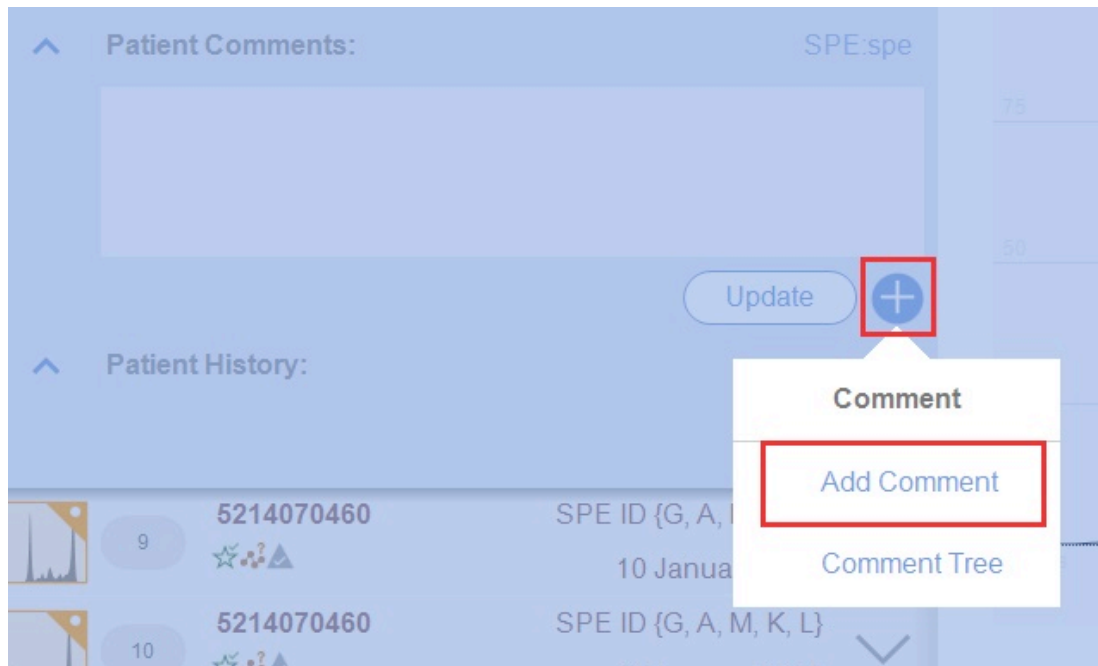 Patient Comments: SPE:spe
75
50
Update
Patient History:
Comment
Add Comment
Comment Tree
9 5214070460 SPE ID {G, A,
10 Janua
10 5214070460 SPE ID {G, A, M, K, L}